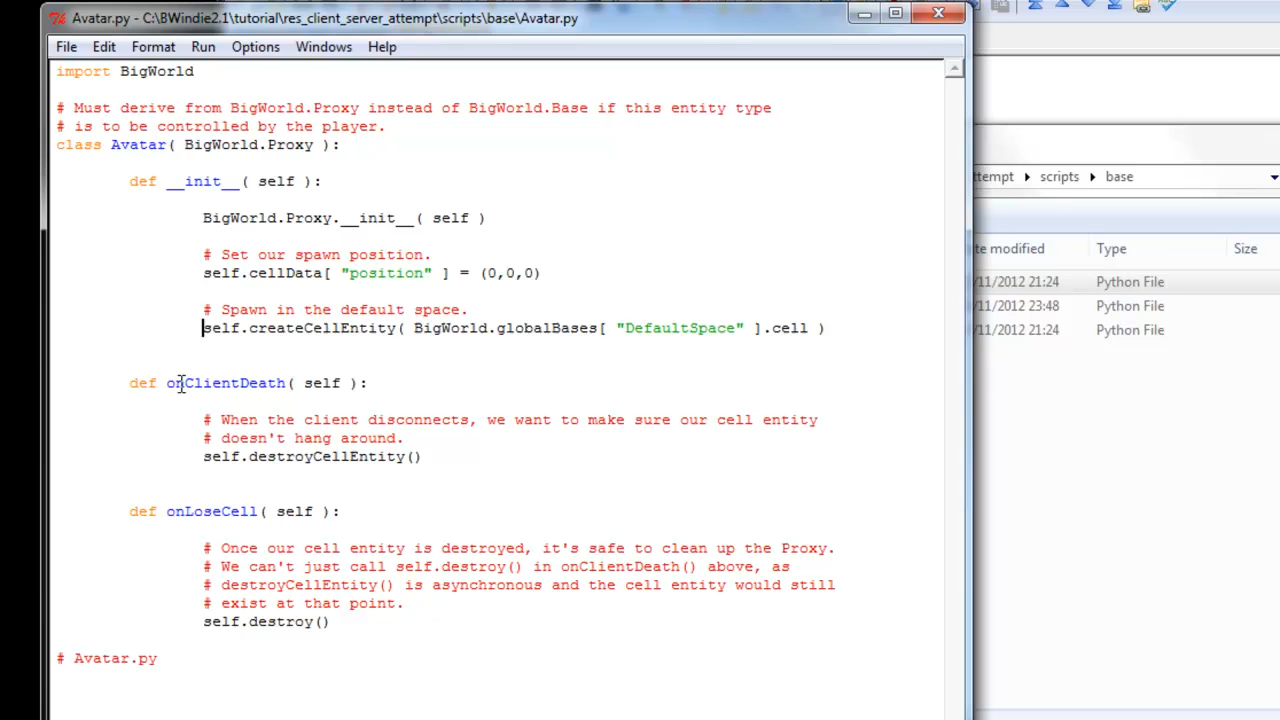 Avatar.py - C:\BWindie2.1\tutorial\res_client_server_attempt\scripts\base\Avatar.py
File Edit Format Run Options Windows Help
import BigWorld
# Must derive from BigWorld.Proxy instead of BigWorld.Base if this entity type
# is to be controlled by the player.
class Avatar( BigWorld.Proxy ):
def __init__( self ):
BigWorld.Proxy.__init__( self )
# Set our spawn position.
self.cellData[ "position" ] = (0,0,0)
# Spawn in the default space.
self.createCellEntity( BigWorld.globalBases[ "DefaultSpace" ].cell )
def onClientDeath( self ):
# When the client disconnects, we want to make sure our cell entity
# doesn't hang around.
self.destroyCellEntity()
def onLoseCell( self ):
# Once our cell entity is destroyed, it's safe to clean up the Proxy.
# We can't just call self.destroy() in onClientDeath() above, as
# destroyCellEntity() is asynchronous and the cell entity would still
# exist at that point.
self.destroy()
# Avatar.py
ttempt scripts base
te modified Type Size
/11/2012 21:24 Python File
/11/2012 23:48 Python File
/11/2012 21:24 Python File